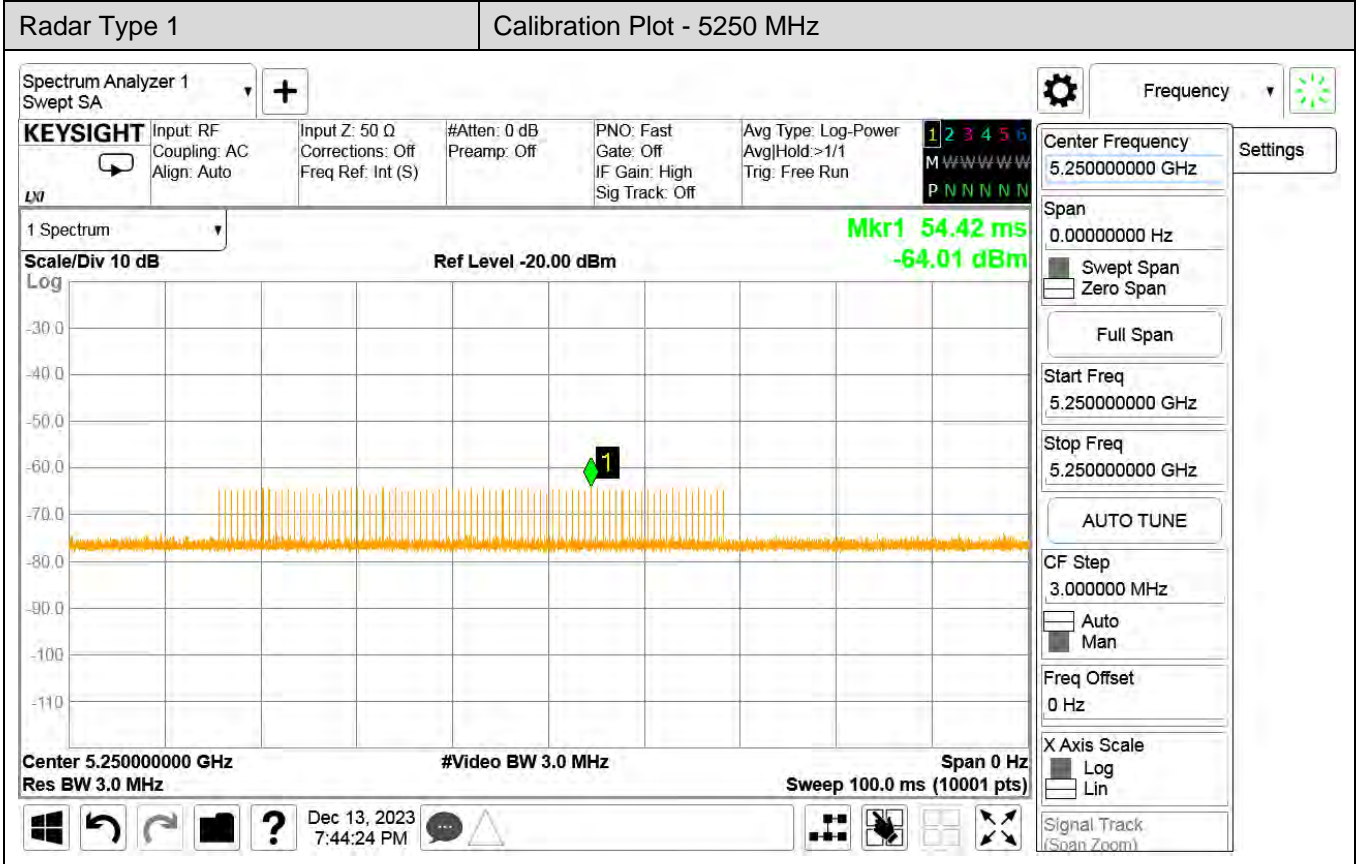 Radar Type 1
Calibration Plot - 5250 MHz
Spectrum Analyzer 1
Swept SA
Frequency
KEYSIGHT
LXI
Input: RF
Coupling: AC
Align: Auto
Input Z: 50 Ω
Corrections: Off
Freq Ref: Int (S)
#Atten: 0 dB
Preamp: Off
PNO: Fast
Gate: Off
IF Gain: High
Sig Track: Off
Avg Type: Log-Power
Avg|Hold:>1/1
Trig: Free Run
1 2 3 4 5 6
M W W W W W W
P N N N N N N
Settings
1 Spectrum
Mkr1 54.42 ms
-64.01 dBm
Scale/Div 10 dB
Ref Level -20.00 dBm
Log
-30.0
-40.0
-50.0
-60.0
-70.0
-80.0
-90.0
-100
-110
1
Center 5.250000000 GHz
#Video BW 3.0 MHz
Span 0 Hz
Res BW 3.0 MHz
Sweep 100.0 ms (10001 pts)
Center Frequency
5.250000000 GHz
Span
0.00000000 Hz
Swept Span
Zero Span
Full Span
Start Freq
5.250000000 GHz
Stop Freq
5.250000000 GHz
AUTO TUNE
CF Step
3.000000 MHz
Auto
Man
Freq Offset
0 Hz
X Axis Scale
Log
Lin
Signal Track
(Span Zoom)
?
Dec 13, 2023
7:44:24 PM